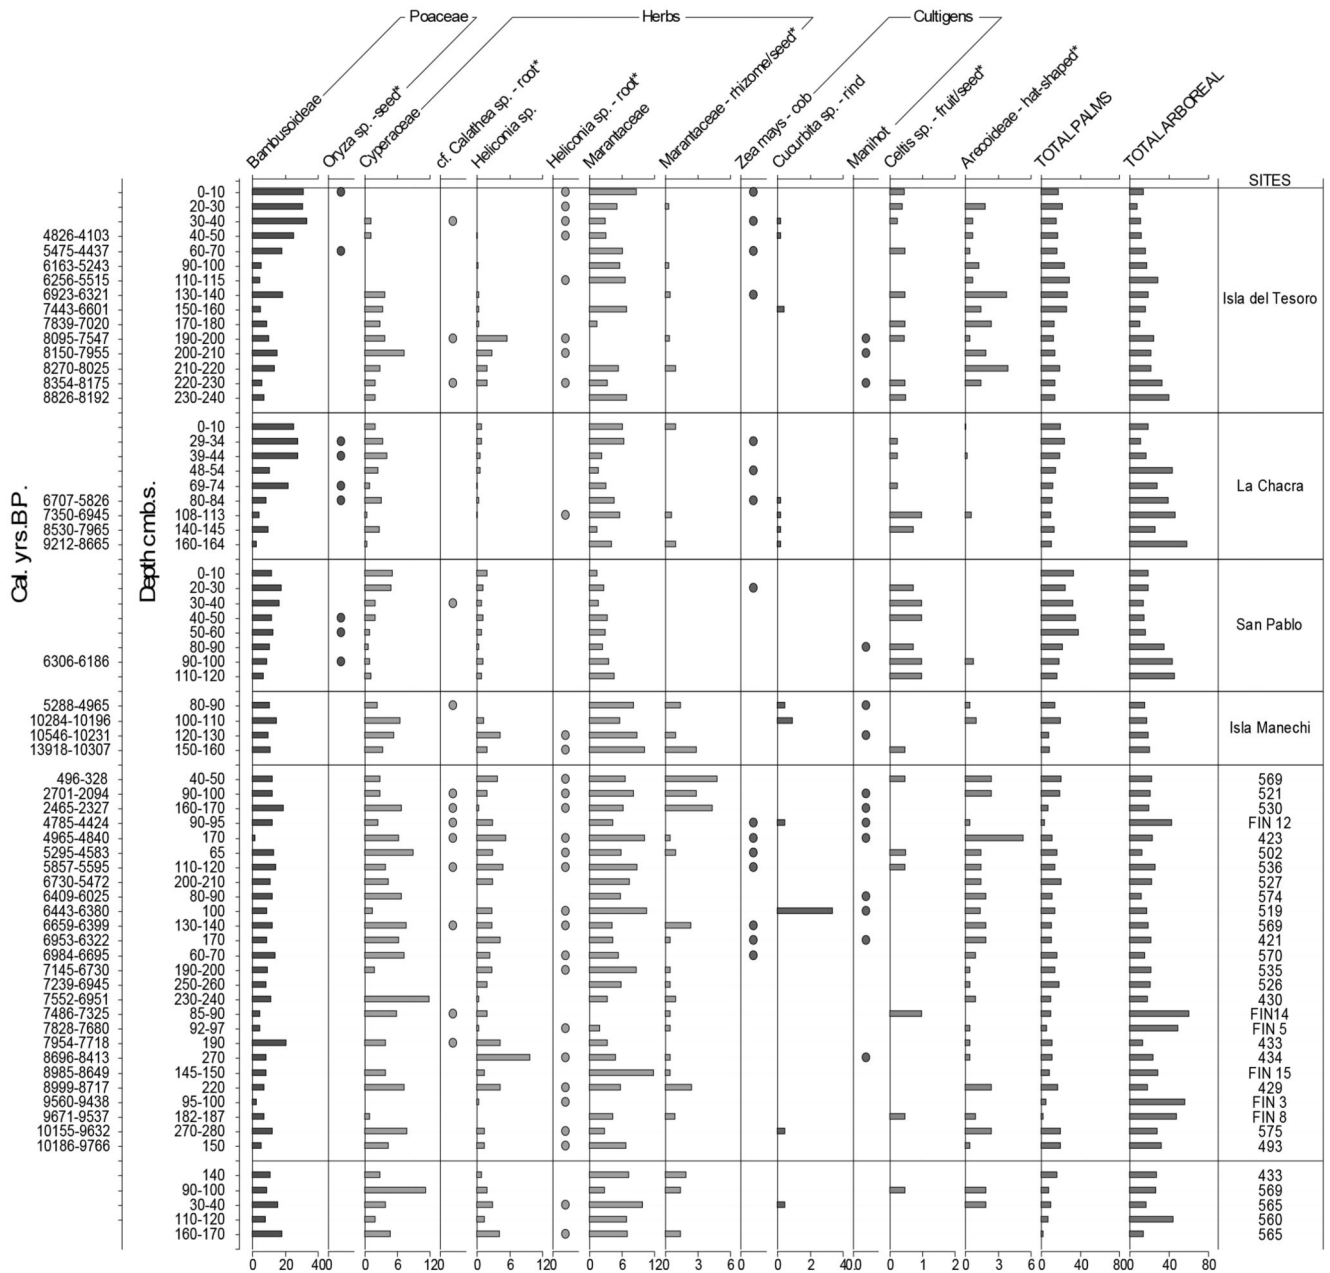 Poaceae Herbs Cultigens
Bambusoideae
Oryza sp. -seed*
Cyperaceae
cf. Calathea sp. - root*
Heliconia sp.
Heliconia sp. - root*
Marantaceae
Marantaceae - rhizome/seed*
Zea mays - cob
Cucurbita sp. - rind
Manihot
Celtis sp. - fruit/seed*
Arecoideae - hat-shaped*
TOTAL PALMS
TOTAL ARBOREAL
SITES
Cal. yrs.B.P.
Depth cmb.s.
0-10
20-30
30-40
4826-4103 40-50
5475-4437 60-70
6163-5243 90-100
6256-5515 110-115
6923-6321 130-140
Isla del Tesoro
7443-6601 150-160
7839-7020 170-180
8095-7547 190-200
8150-7955 200-210
8270-8025 210-220
8354-8175 220-230
8826-8192 230-240
0-10
29-34
39-44
48-54
69-74
La Chacra
6707-5826 80-84
7350-6945 108-113
8530-7965 140-145
9212-8665 160-164
0-10
20-30
30-40
40-50
San Pablo
50-60
80-90
6306-6186 90-100
110-120
5288-4965 80-90
10284-10196 100-110
Isla Manechi
10546-10231 120-130
13918-10307 150-160
496-328 40-50 569
2701-2094 90-100 521
2465-2327 160-170 530
4785-4424 90-95 FIN 12
4965-4840 170 423
5295-4583 65 502
5857-5595 110-120 536
6730-5472 200-210 527
6409-6025 80-90 574
6443-6380 100 519
6659-6399 130-140 569
6953-6322 170 421
6984-6695 60-70 570
7145-6730 190-200 535
7239-6945 250-260 526
7552-6951 230-240 430
7486-7325 85-90 FIN14
7828-7680 92-97 FIN 5
7954-7718 190 433
8696-8413 270 434
8985-8649 145-150 FIN 15
8999-8717 220 429
9560-9438 95-100 FIN 3
9671-9537 182-187 FIN 8
10155-9632 270-280 575
10186-9766 150 493
140 433
90-100 569
30-40 565
110-120 560
160-170 565
0 20 400 6 120 0 6 120 0 6 120 3 6 0 0 2 40.0 0 1 20 3 6 0 40 80 0 40 80